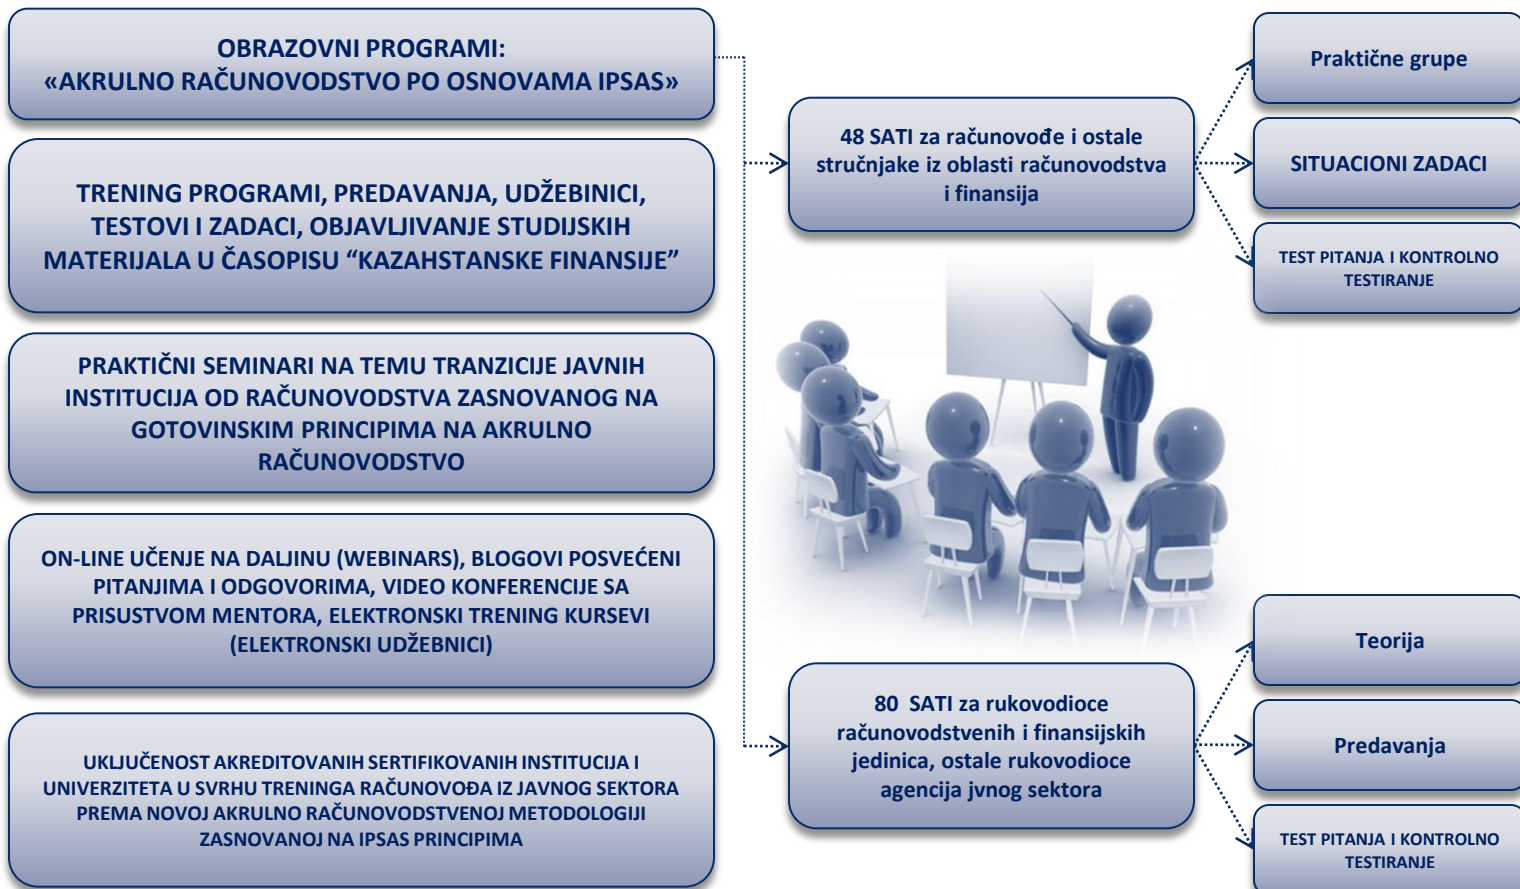 OBRAZOVNI PROGRAMI:
«AKRULNO RAČUNOVODSTVO PO OSNOVAMA IPSAS»
TRENING PROGRAMI, PREDAVANJA, UDŽEBINICI,
TESTOVI I ZADACI, OBJAVLJIVANJE STUDIJSKIH
MATERIJALA U ČASOPISU “KAZAHSTANSKE FINANSIJE”
PRAKTIČNI SEMINARI NA TEMU TRANZICIJE JAVNIH
INSTITUCIJA OD RAČUNOVODSTVA ZASNOVANOG NA
GOTOVINSKIM PRINCIPIMA NA AKRULNO
RAČUNOVODSTVO
ON-LINE UČENJE NA DALJINU (WEBINARS), BLOGOVI POSVEĆENI
PITANJIMA I ODGOVORIMA, VIDEO KONFERENCIJE SA
PRISUSTVOM MENTORA, ELEKTRONSKI TRENING KURSEVI
(ELEKTRONSKI UDŽBENICI)
UKLJUČENOST AKREDITOVANIH SERTIFIKOVANIH INSTITUCIJA I
UNIVERZITETA U SVRHU TRENINGA RAČUNOVOĐA IZ JAVNOG SEKTORA
PREMA NOVOJ AKRULNO RAČUNOVODSTVENOJ METODOLOGIJI
ZASNOVANOJ NA IPSAS PRINCIPIMA
48 SATI za računovođe i ostale
stručnjake iz oblasti računovodstva
i finansija
Praktične grupe
SITUACIONI ZADACI
TEST PITANJA I KONTROLNO
TESTIRANJE
80 SATI za rukovodioce
računovodstvenih i finansijskih
jedinica, ostale rukovodioce
agencija jvnog sektora
Teorija
Predavanja
TEST PITANJA I KONTROLNO
TESTIRANJE